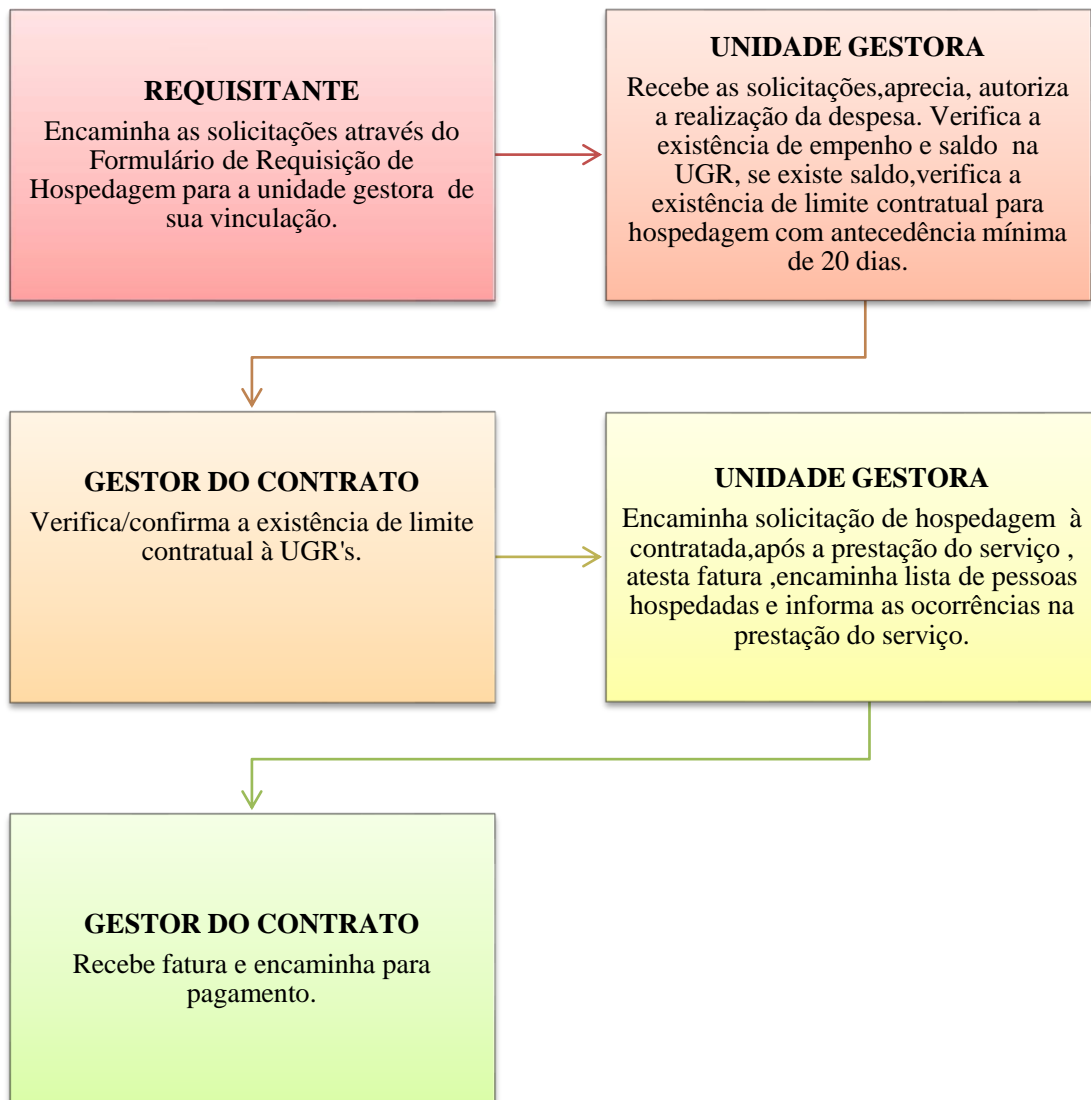 REQUISITANTE
Encaminha as solicitações através do
Formulário de Requisição de
Hospedagem para a unidade gestora de
sua vinculação.
UNIDADE GESTORA
Recebe as solicitações,aprecia, autoriza
a realização da despesa. Verifica a
existência de empenho e saldo na
UGR, se existe saldo,verifica a
existência de limite contratual para
hospedagem com antecedência mínima
de 20 dias.
GESTOR DO CONTRATO
Verifica/confirma a existência de limite
contratual à UGR's.
UNIDADE GESTORA
Encaminha solicitação de hospedagem à
contratada,após a prestação do serviço ,
atesta fatura ,encaminha lista de pessoas
hospedadas e informa as ocorrências na
prestação do serviço.
GESTOR DO CONTRATO
Recebe fatura e encaminha para
pagamento.